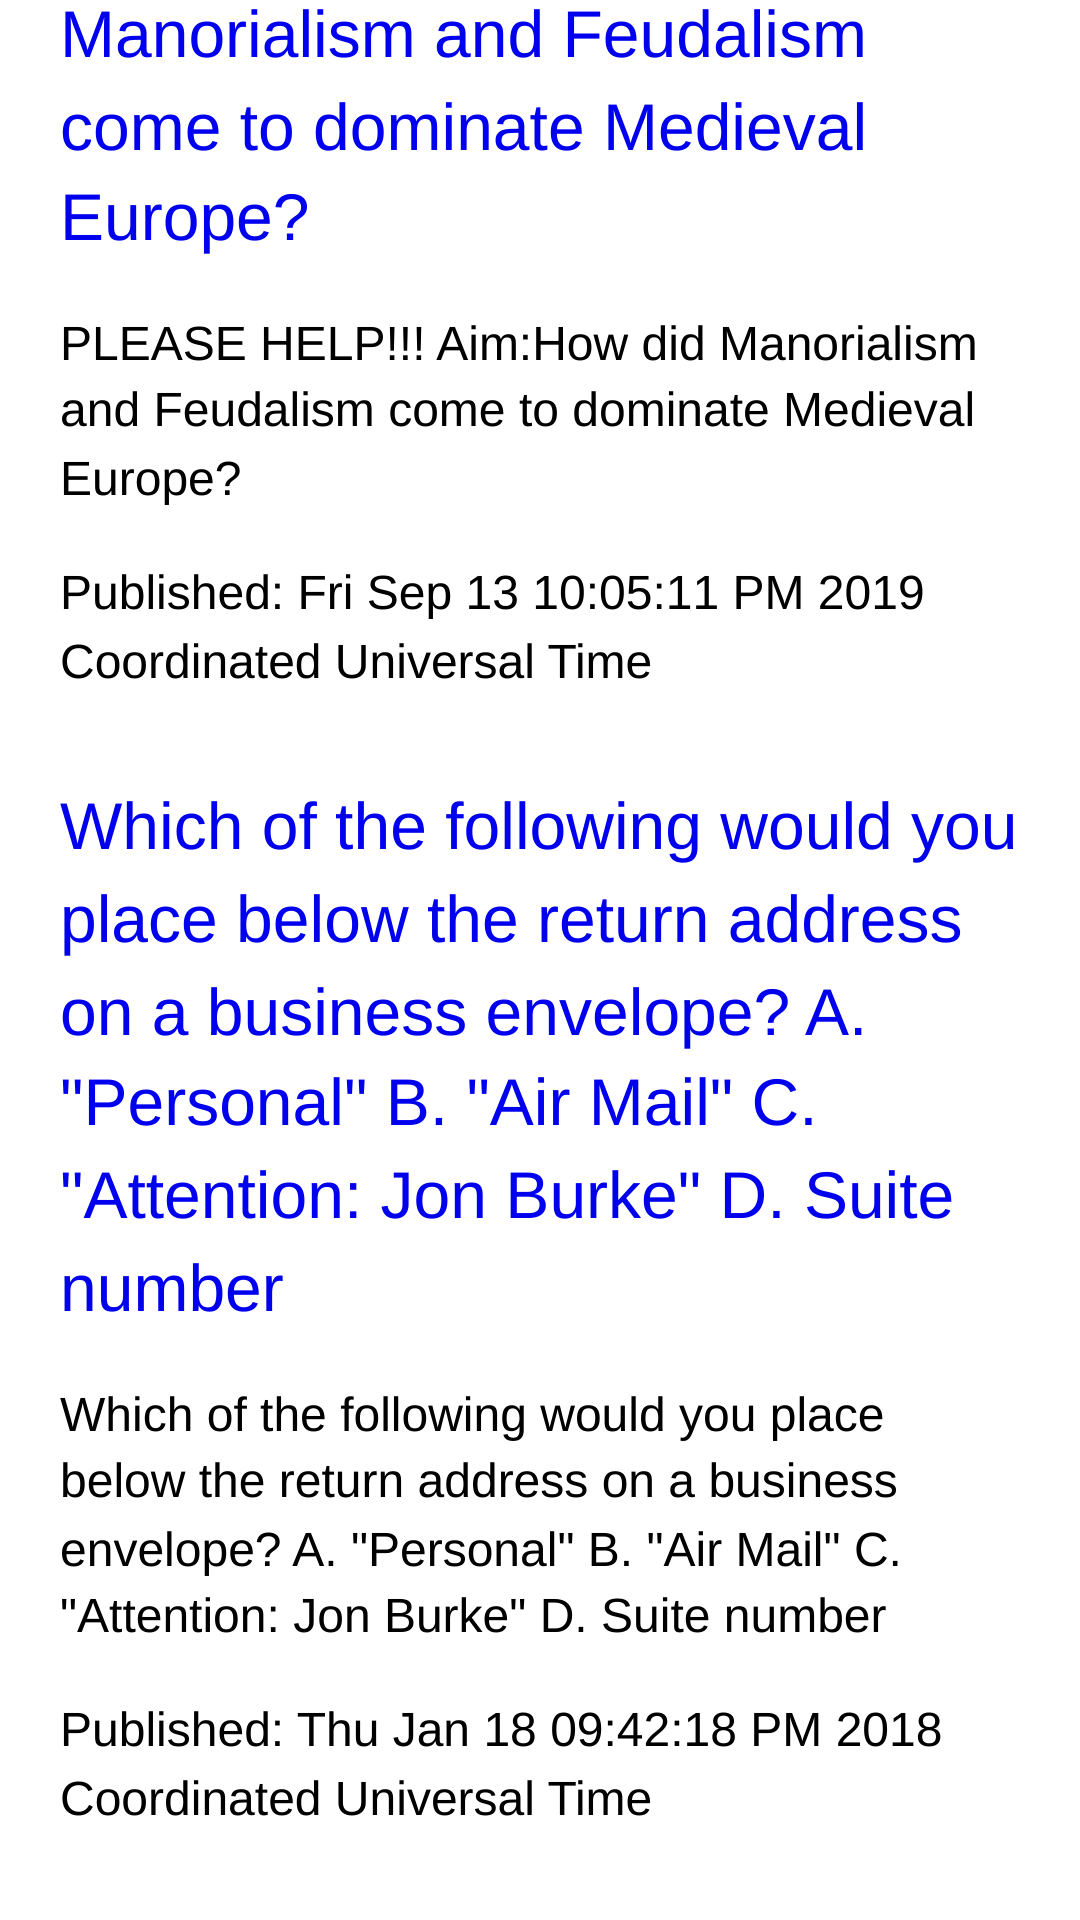 Manorialism and Feudalism
come to dominate Medieval
Europe?
PLEASE HELP!!! Aim:How did Manorialism
and Feudalism come to dominate Medieval
Europe?
Published: Fri Sep 13 10:05:11 PM 2019
Coordinated Universal Time
Which of the following would you
place below the return address
on a business envelope? A.
"Personal" B. "Air Mail" C.
"Attention: Jon Burke" D. Suite
number
Which of the following would you place
below the return address on a business
envelope? A. "Personal" B. "Air Mail" C.
"Attention: Jon Burke" D. Suite number
Published: Thu Jan 18 09:42:18 PM 2018
Coordinated Universal Time